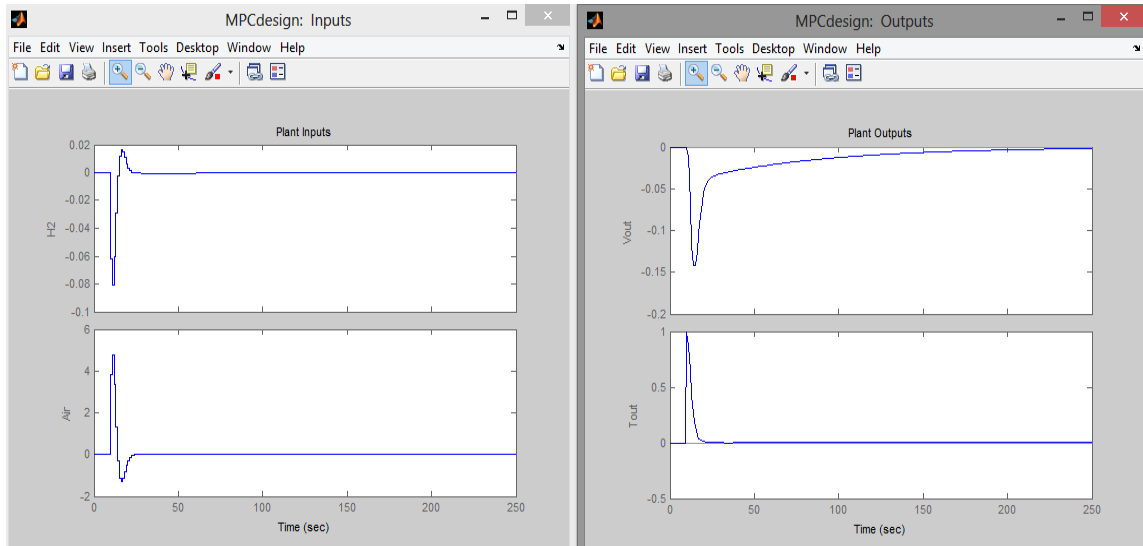 MPCdesign: Inputs
File Edit View Insert Tools Desktop Window Help
Plant Inputs
0.02
0
-0.02
-0.04
-0.06
-0.08
-0.1
H2
6
4
2
0
-2
Air
0 50 100 150 200 250
Time (sec)
MPCdesign: Outputs
File Edit View Insert Tools Desktop Window Help
Plant Outputs
0
-0.05
-0.1
-0.15
-0.2
Vout
1
0.5
0
-0.5
Tout
0 50 100 150 200 250
Time (sec)